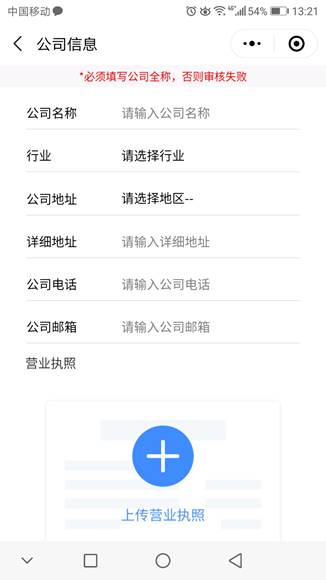 中国移动 54% 13:21
公司信息
*必须填写公司全称，否则审核失败
公司名称 请输入公司名称
行业 请选择行业
公司地址 请选择地区--
详细地址 请输入详细地址
公司电话 请输入公司电话
公司邮箱 请输入公司邮箱
营业执照
上传营业执照